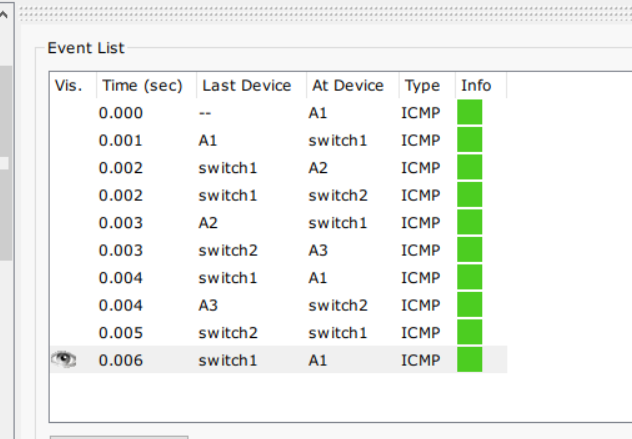 Event List
Vis. Time (sec) Last Device At Device Type Info
0.000 -- A1 ICMP
0.001 A1 switch1 ICMP
0.002 switch1 A2 ICMP
0.002 switch1 switch2 ICMP
0.003 A2 switch1 ICMP
0.003 switch2 A3 ICMP
0.004 switch1 A1 ICMP
0.004 A3 switch2 ICMP
0.005 switch2 switch1 ICMP
0.006 switch1 A1 ICMP